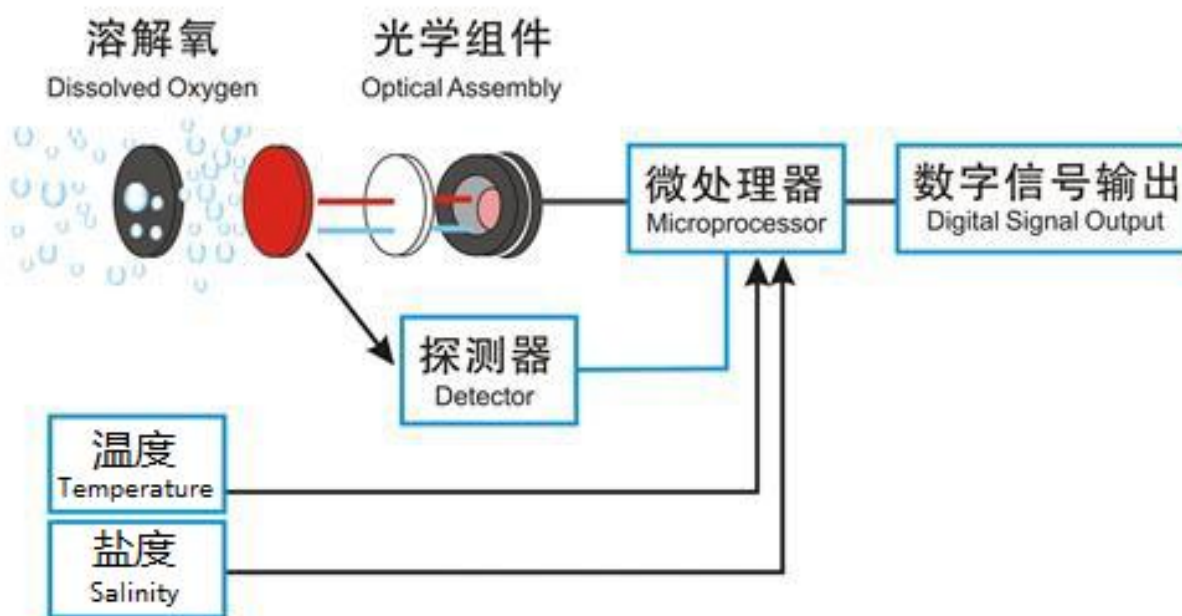 溶解氧
Dissolved Oxygen
光学组件
Optical Assembly
微处理器
Microprocessor
数字信号输出
Digital Signal Output
探测器
Detector
温度
Temperature
盐度
Salinity